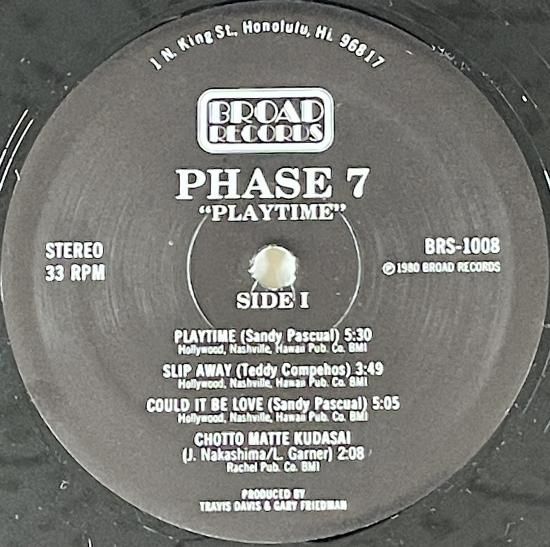 1 N. King St., Honolulu, Hi. 96817
BROAD
RECORDS
PHASE 7
"PLAYTIME"
STEREO
33 RPM
BRS-1008
℗1980 BROAD RECORDS
SIDE I
PLAYTIME (Sandy Pascual) 5:30
Hollywood, Nashville, Hawaii Pub. Co. BMI
SLIP AWAY (Teddy Compehos) 3:49
Hollywood, Nashville, Hawaii Pub. Co. BMI
COULD IT BE LOVE (Sandy Pascual) 5:05
Hollywood, Nashville, Hawaii Pub. Co. BMI
CHOTTO MATTE KUDASAI
(J. Nakashima/L. Garner) 2:08
Rachel Pub. Co. BMI
PRODUCED BY
TRAVIS DAVIS & GARY FRIEDMAN